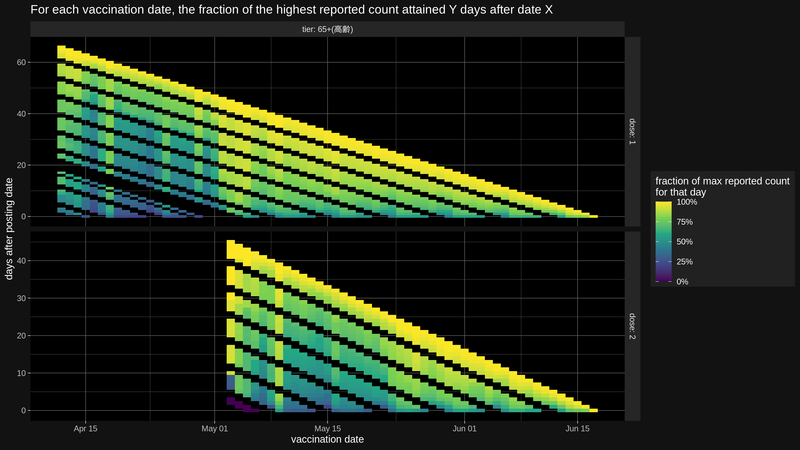 For each vaccination date, the fraction of the highest reported count attained Y days after date X
tier: 65+(高齢)
60
40
20
0
dose: 1
40
30
20
10
0
dose: 2
Apr 15
May 01
May 15
Jun 01
Jun 15
vaccination date
days after posting date
fraction of max reported count
for that day
100%
75%
50%
25%
0%